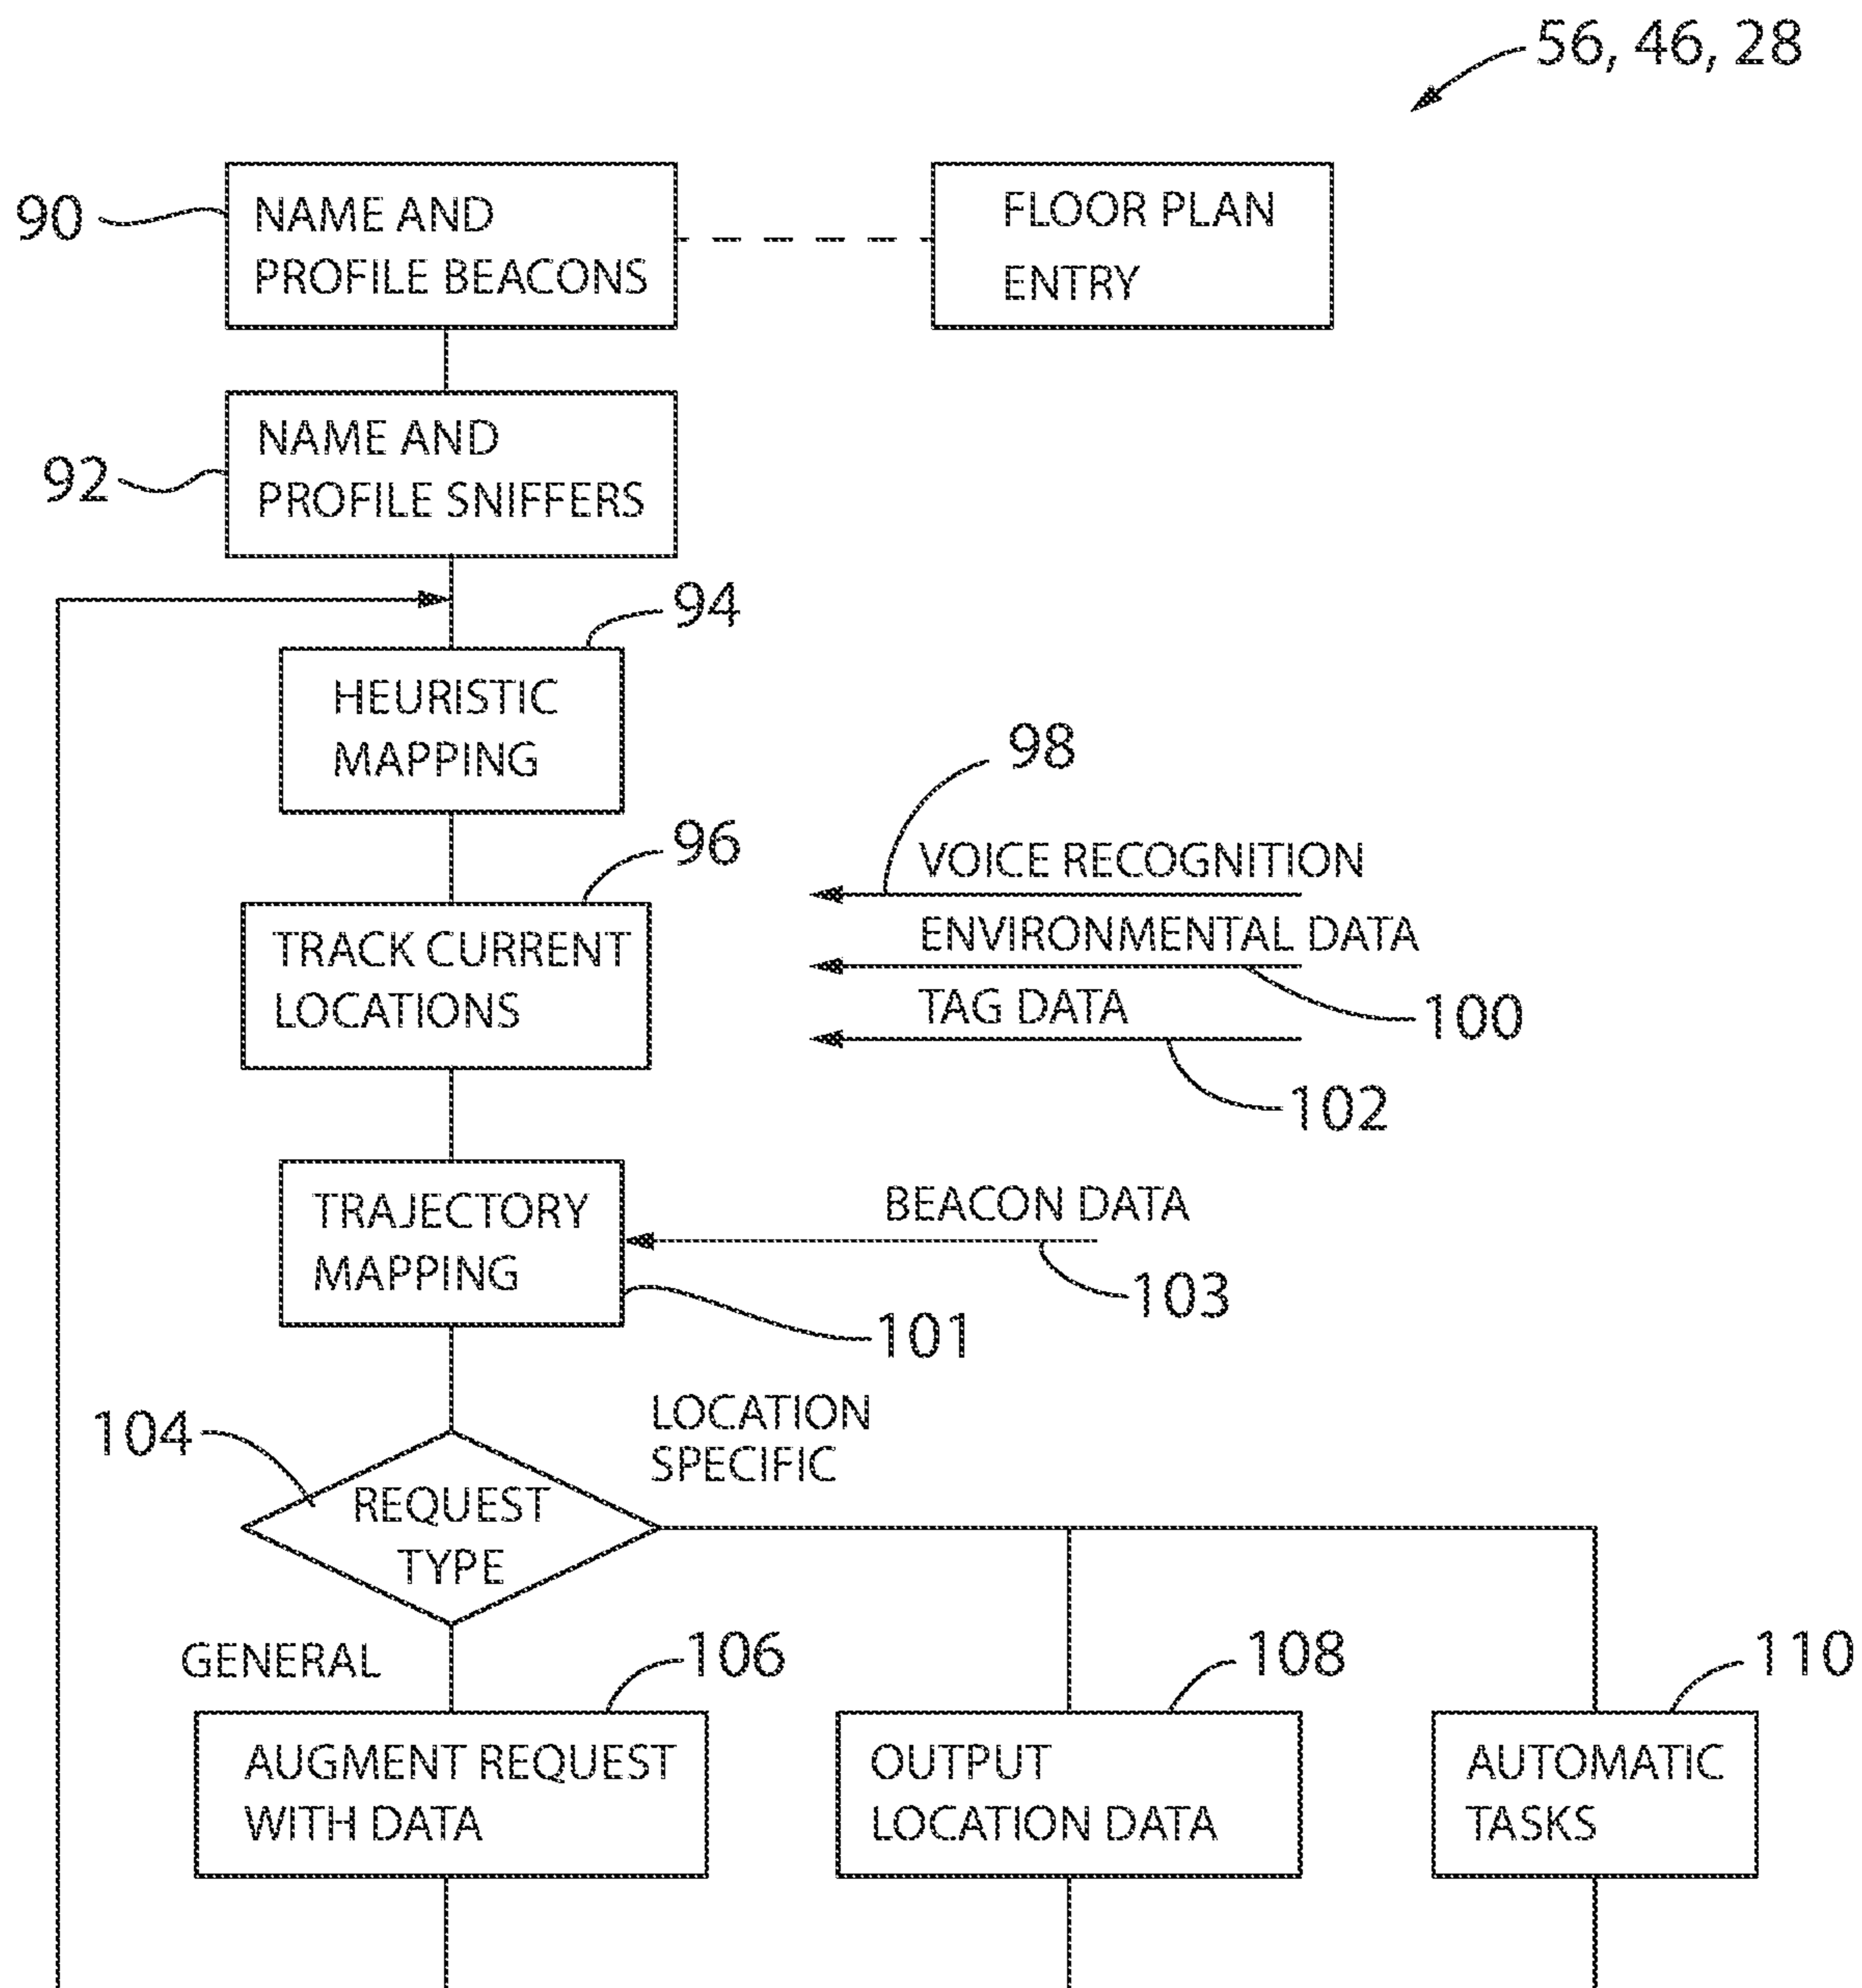 56, 46, 28
90
NAME AND
PROFILE BEACONS
FLOOR PLAN
ENTRY
92
NAME AND
PROFILE SNIFFERS
94
HEURISTIC
MAPPING
98
96
VOICE RECOGNITION
TRACK CURRENT
LOCATIONS
ENVIRONMENTAL DATA
TAG DATA
100
102
TRAJECTORY
MAPPING
BEACON DATA
103
101
104
LOCATION
SPECIFIC
REQUEST
TYPE
GENERAL
106
108
110
AUGMENT REQUEST
WITH DATA
OUTPUT
LOCATION DATA
AUTOMATIC
TASKS